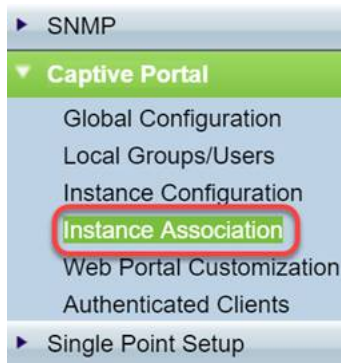 SNMP
Captive Portal
Global Configuration
Local Groups/Users
Instance Configuration
Instance Association
Web Portal Customization
Authenticated Clients
Single Point Setup